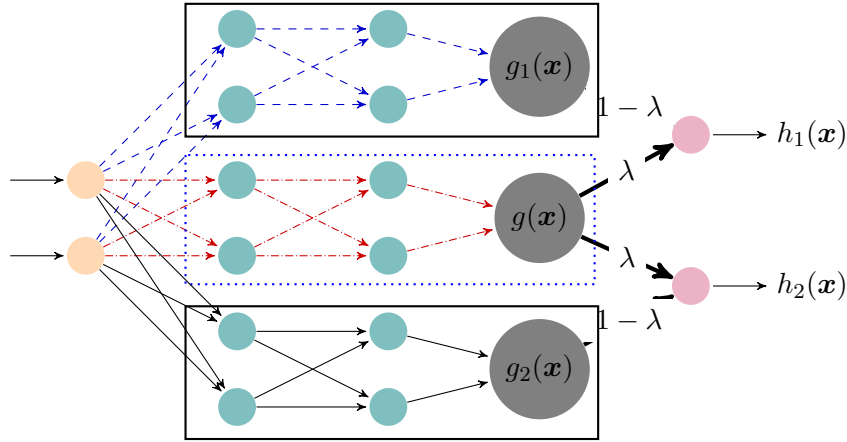 g₁(𝒙)
1 − λ
h₁(𝒙)
λ
g(𝒙)
λ
h₂(𝒙)
1 − λ
g₂(𝒙)